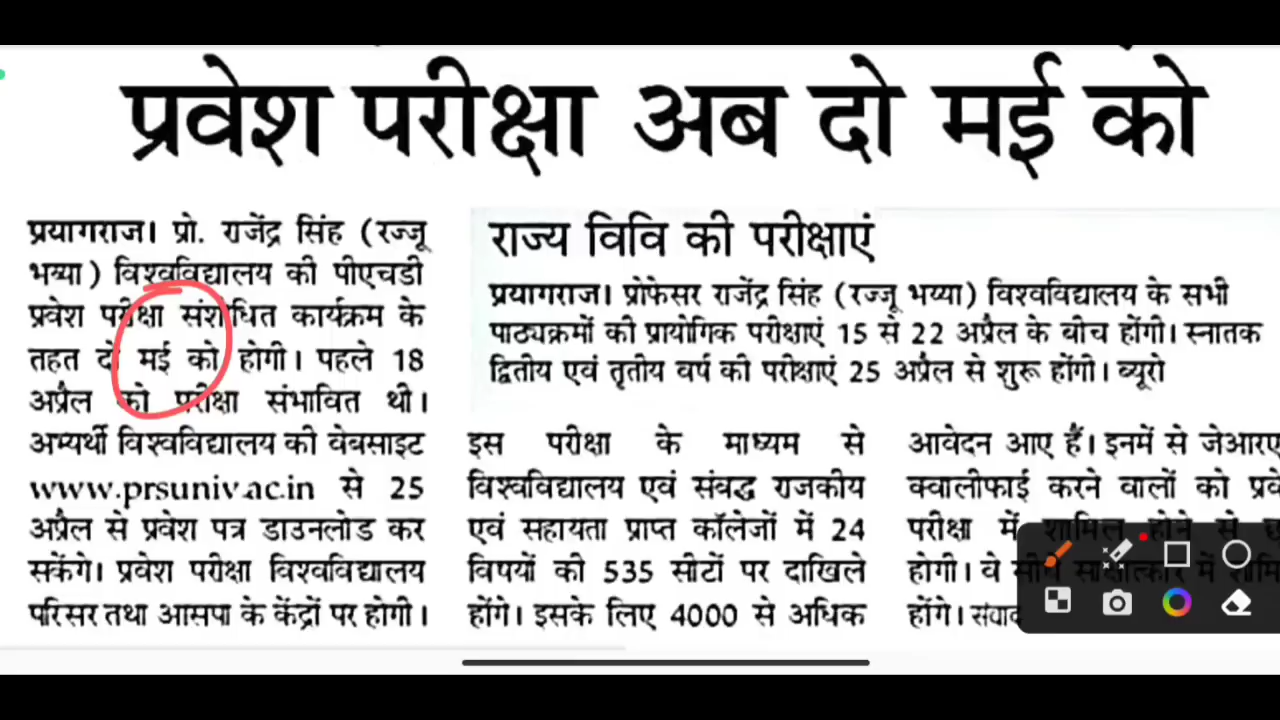 प्रवेश परीक्षा अब दो मई को
प्रयागराज। प्रो. राजेंद्र सिंह (रज्जू
भय्या) विश्वविद्यालय की पीएचडी
प्रवेश परीक्षा संशोधित कार्यक्रम के
तहत दो मई को होगी। पहले 18
अप्रैल को परीक्षा संभावित थी।
अभ्यर्थी विश्वविद्यालय की वेबसाइट
www.prsuniv.ac.in से 25
अप्रैल से प्रवेश पत्र डाउनलोड कर
सकेंगे। प्रवेश परीक्षा विश्वविद्यालय
परिसर तथा आसपा के केंद्रों पर होगी।
राज्य विवि की परीक्षाएं
प्रयागराज। प्रोफेसर राजेंद्र सिंह (रज्जू भय्या) विश्वविद्यालय के सभी
पाठ्यक्रमों की प्रायोगिक परीक्षाएं 15 से 22 अप्रैल के बीच होंगी। स्नातक
द्वितीय एवं तृतीय वर्ष की परीक्षाएं 25 अप्रैल से शुरू होंगी। ब्यूरो
इस परीक्षा के माध्यम से
विश्वविद्यालय एवं संबद्ध राजकीय
एवं सहायता प्राप्त कॉलेजों में 24
विषयों की 535 सीटों पर दाखिले
होंगे। इसके लिए 4000 से अधिक
आवेदन आए हैं। इनमें से जेआरए
क्वालीफाई करने वालों को प्रवे
परीक्षा में शामिल होने से छ
होगी। वे सीधे साक्षात्कार में
होंगे। संवाद